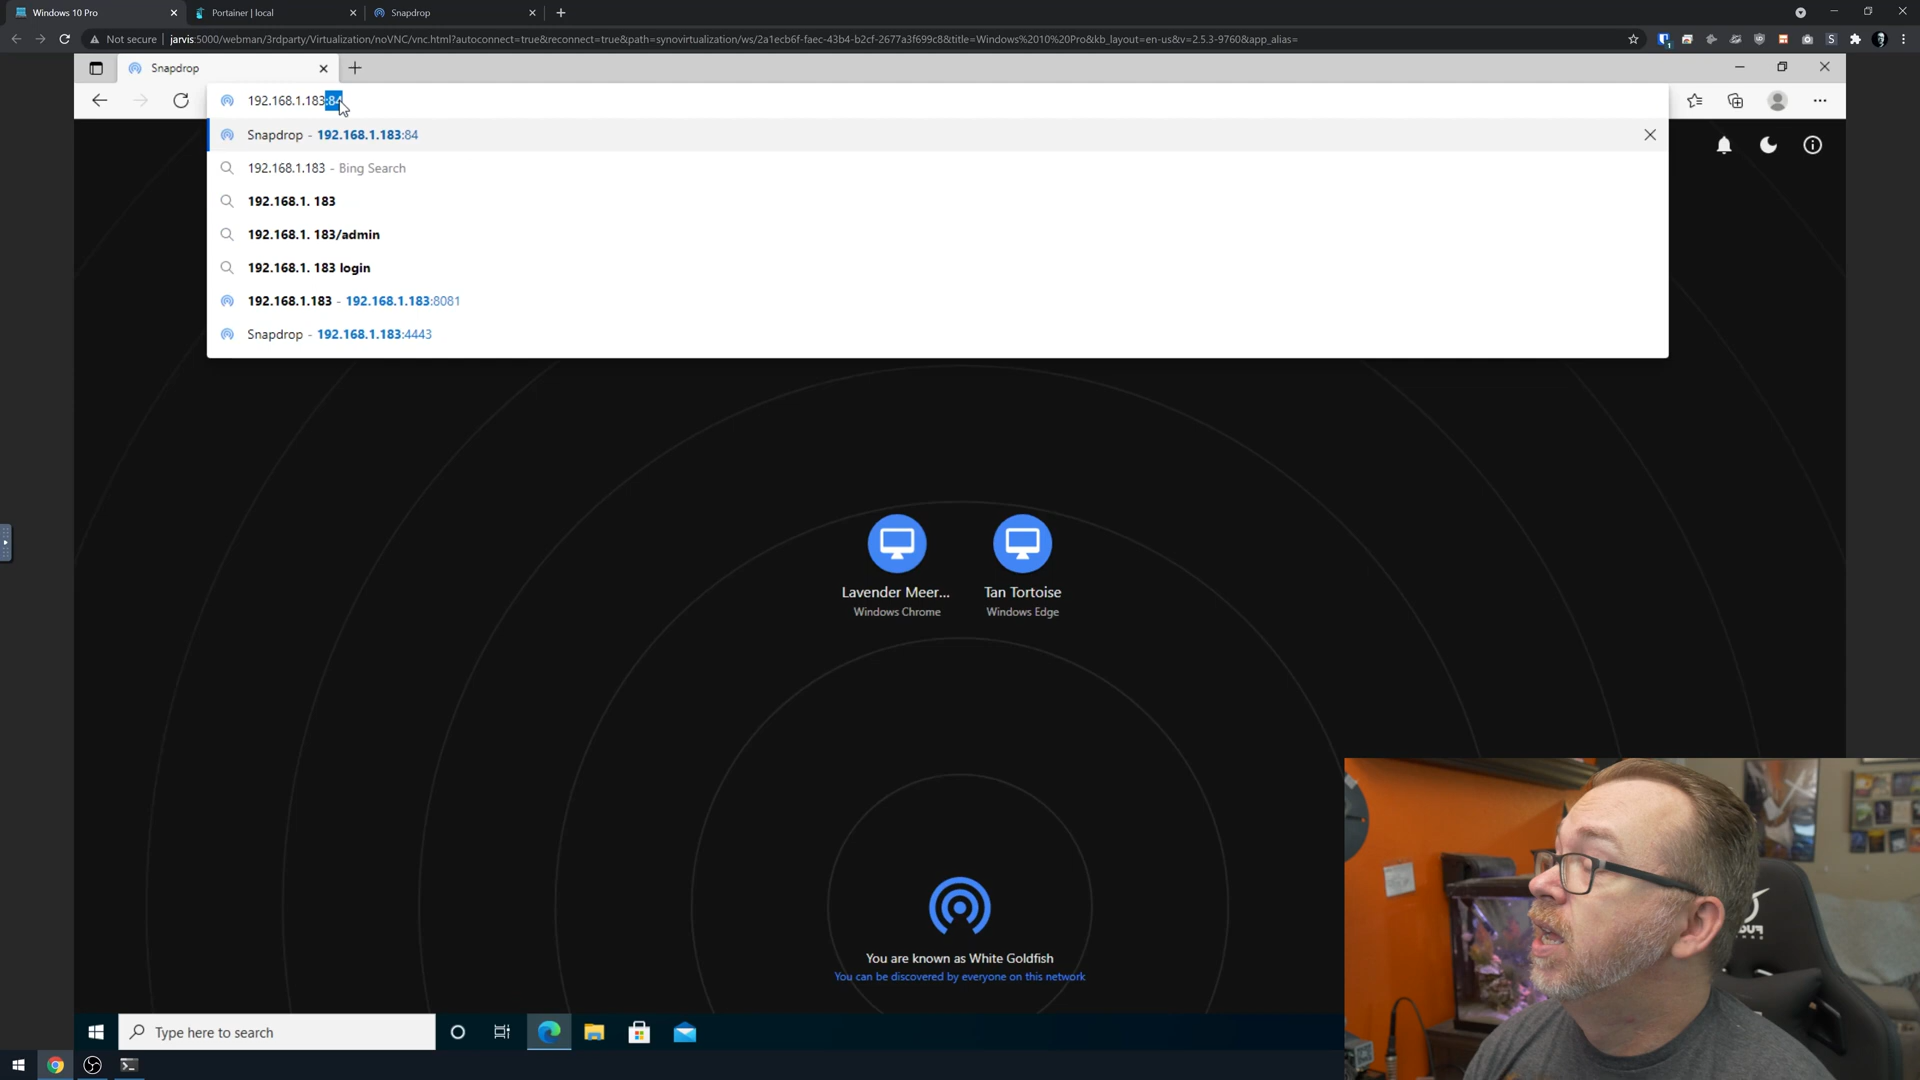 Windows 10 Pro
Portainer | local
Snapdrop
Not secure
jarvis:5000/webman/3rdparty/Virtualization/noVNC/vnc.html?autoconnect=true&reconnect=true&path=synovirtualization/ws/2a1ecb6f-faec-43b4-b2cf-2677a3f699c8&title=Windows%2010%20Pro&kb_layout=en-us&v=2.5.3-9760&app_alias=
Snapdrop
192.168.1.183:84
Snapdrop - 192.168.1.183:84
192.168.1.183 - Bing Search
192.168.1. 183
192.168.1. 183/admin
192.168.1. 183 login
192.168.1.183 - 192.168.1.183:8081
Snapdrop - 192.168.1.183:4443
Lavender Meer...
Windows Chrome
Tan Tortoise
Windows Edge
You are known as White Goldfish
You can be discovered by everyone on this network
Type here to search